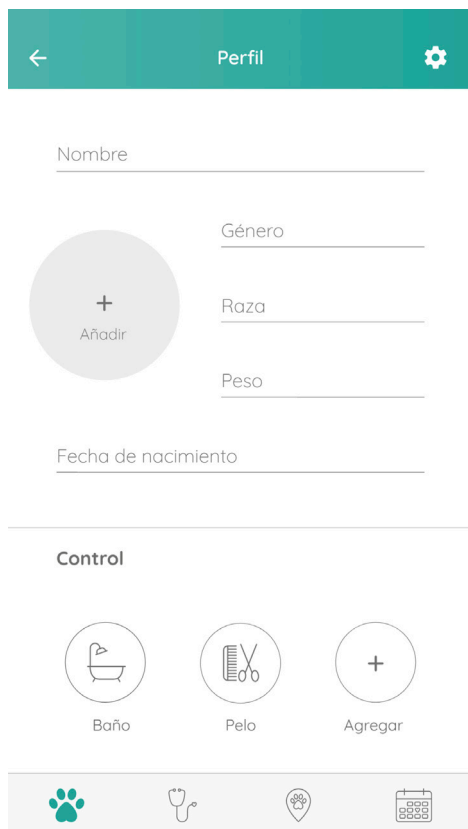 Perfil
Nombre
Género
Raza
Peso
+
Añadir
Fecha de nacimiento
Control
Baño
Pelo
+
Agregar